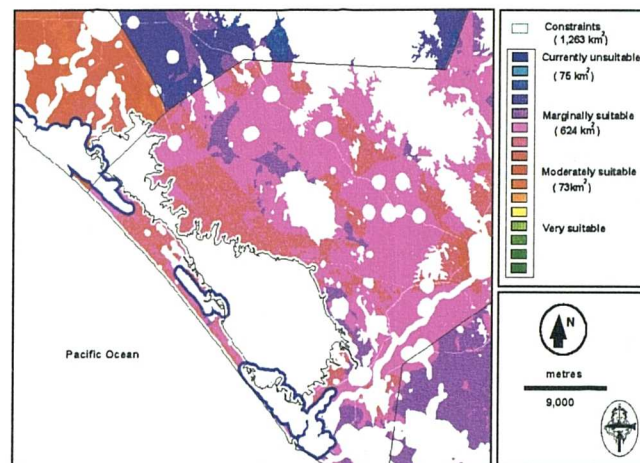 Constraints
( 1,263 km²)
Currently unsuitable
( 75 km²)
Marginally suitable
( 624 km²)
Moderately suitable
( 73km²)
Very suitable
Pacific Ocean
N
metres
9,000